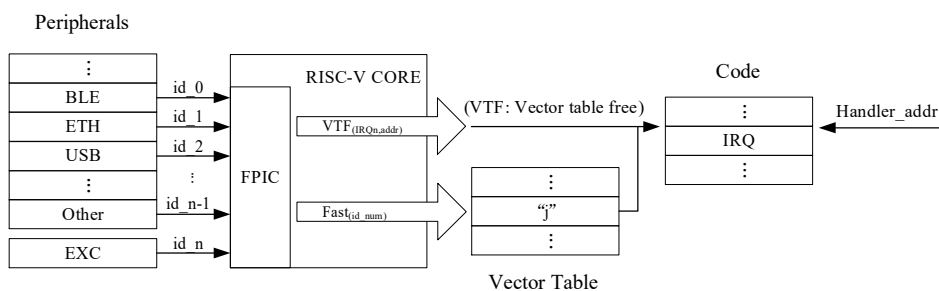 Peripherals
⋮
BLE
ETH
USB
⋮
Other
EXC
id_0
id_1
id_2
⋮
id_n-1
id_n
FPIC
RISC-V CORE
VTF(IRQn,addr)
Fast(id_num)
(VTF: Vector table free)
⋮
“j”
⋮
Vector Table
Code
⋮
IRQ
⋮
Handler_addr